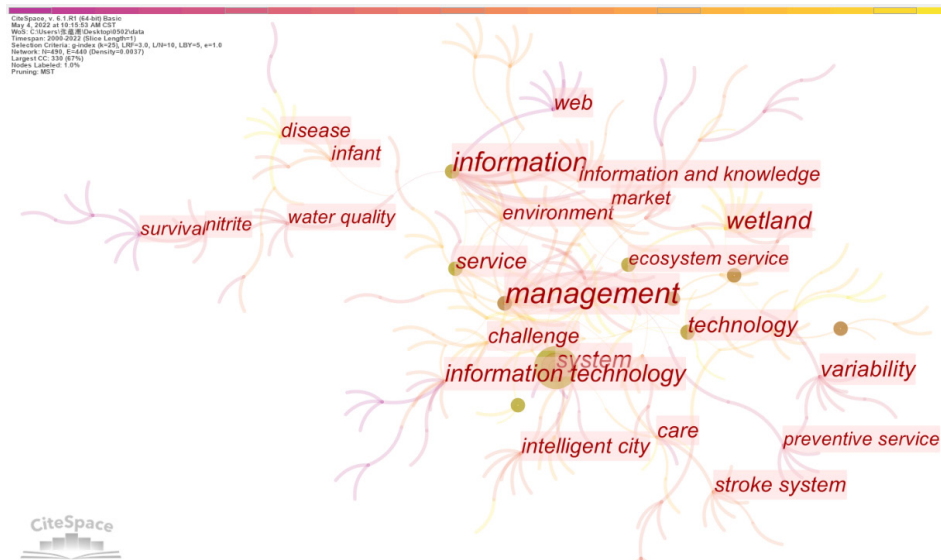 CiteSpace, v. 6.1.R1 (64-bit) Basic
May 4, 2022 at 10:15:53 AM CST
WoS: C:\Users\张蕴雨\Desktop\0502\data
Timespan: 2000-2022 (Slice Length=1)
Selection Criteria: g-index (k=25), LRF=3.0, L/N=10, LBY=5, e=1.0
Network: N=490, E=440 (Density=0.0037)
Largest CC: 330 (67%)
Nodes Labeled: 1.0%
Pruning: MST
web
disease
infant
information
information and knowledge
market
environment
wetland
water quality
survival
nitrite
service
ecosystem service
management
technology
challenge
system
information technology
variability
care
intelligent city
preventive service
stroke system
CiteSpace